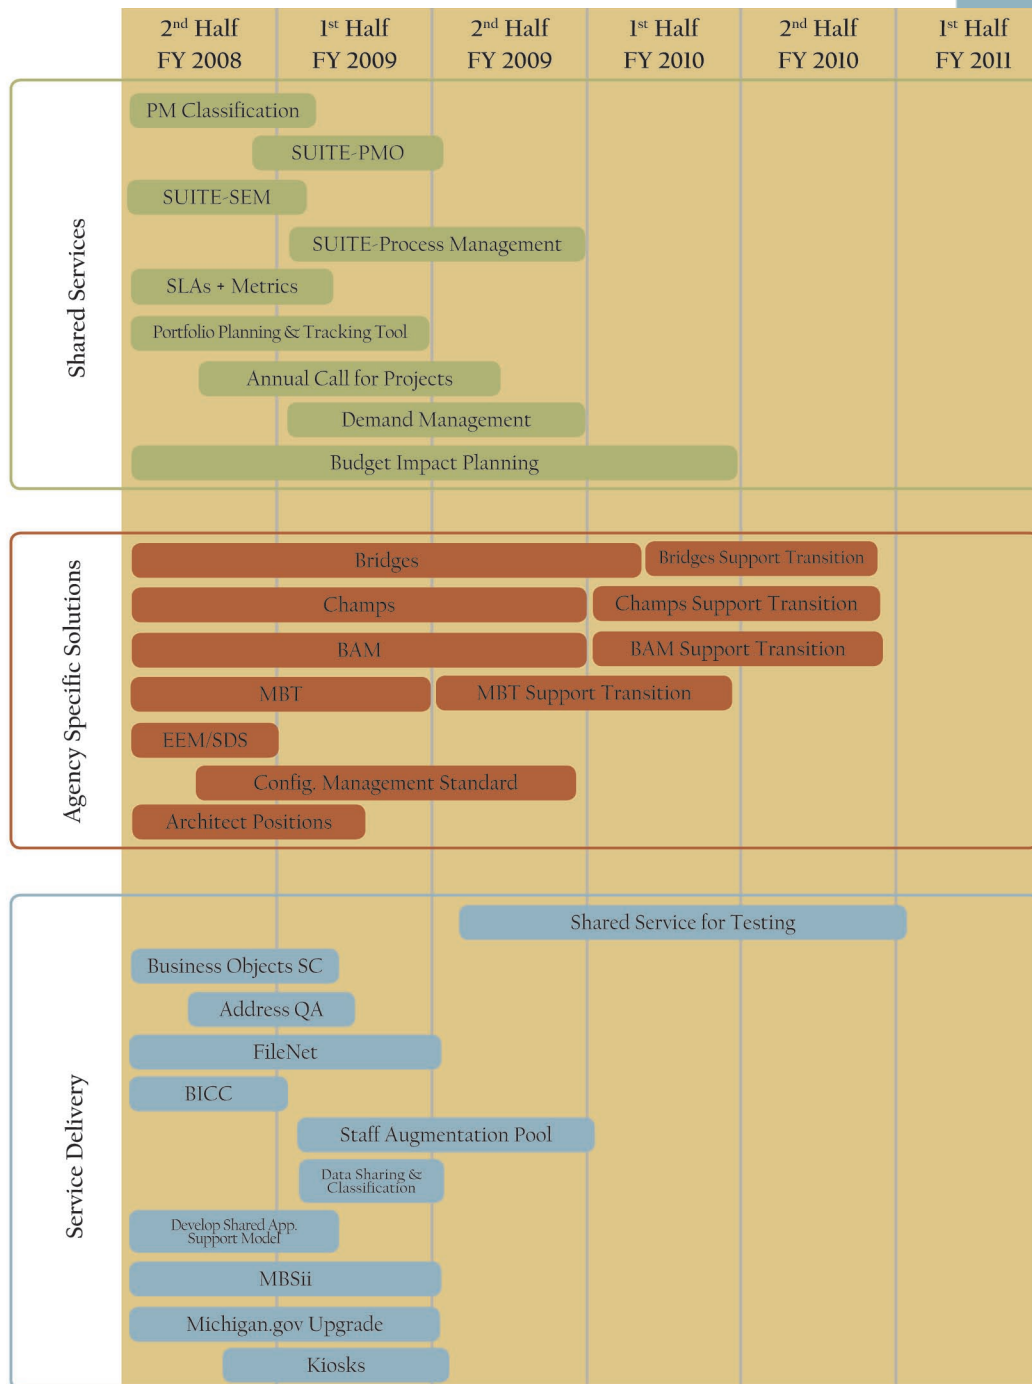 2nd Half
FY 2008
1st Half
FY 2009
2nd Half
FY 2009
1st Half
FY 2010
2nd Half
FY 2010
1st Half
FY 2011
Shared Services
PM Classification
SUITE-PMO
SUITE-SEM
SUITE-Process Management
SLAs + Metrics
Portfolio Planning & Tracking Tool
Annual Call for Projects
Demand Management
Budget Impact Planning
Agency Specific Solutions
Bridges
Bridges Support Transition
Champs
Champs Support Transition
BAM
BAM Support Transition
MBT
MBT Support Transition
EEM/SDS
Config. Management Standard
Architect Positions
Service Delivery
Shared Service for Testing
Business Objects SC
Address QA
FileNet
BICC
Staff Augmentation Pool
Data Sharing &
Classification
Develop Shared App.
Support Model
MBSii
Michigan.gov Upgrade
Kiosks